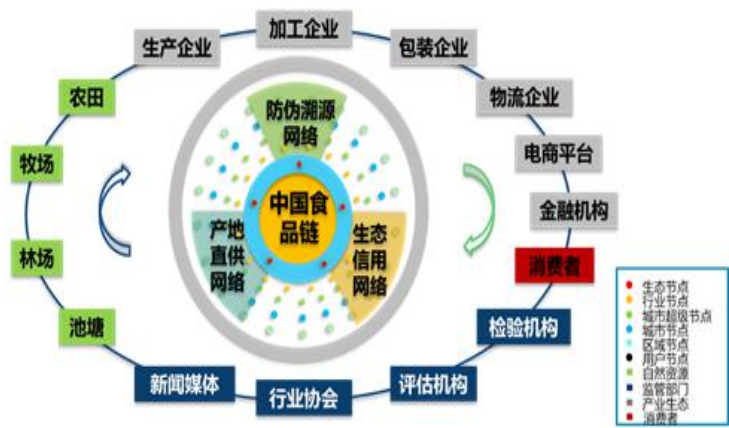 加工企业
生产企业
包装企业
农田
物流企业
防伪溯源
网络
电商平台
牧场
中国食
品链
金融机构
产地
直供
网络
生态
信用
网络
林场
消费者
池塘
检验机构
新闻媒体
行业协会
评估机构
生态节点
行业节点
城市超级节点
城市节点
区域节点
用户节点
自然资源
监管部门
产业生态
消费者